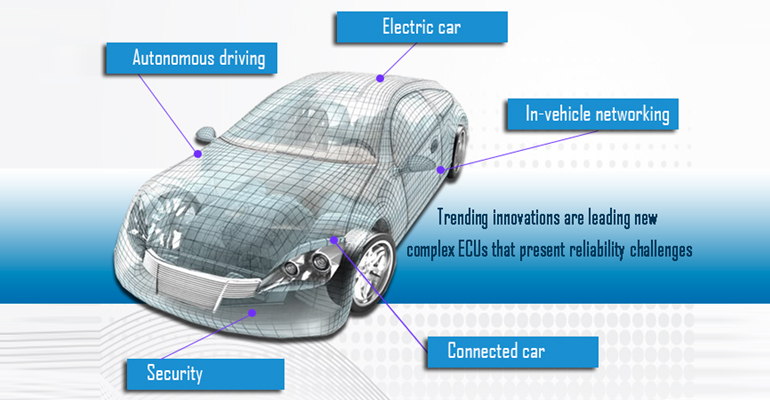 Electric car
Autonomous driving
In-vehicle networking
Trending innovations are leading new
complex ECUs that present reliability challenges
Connected car
Security